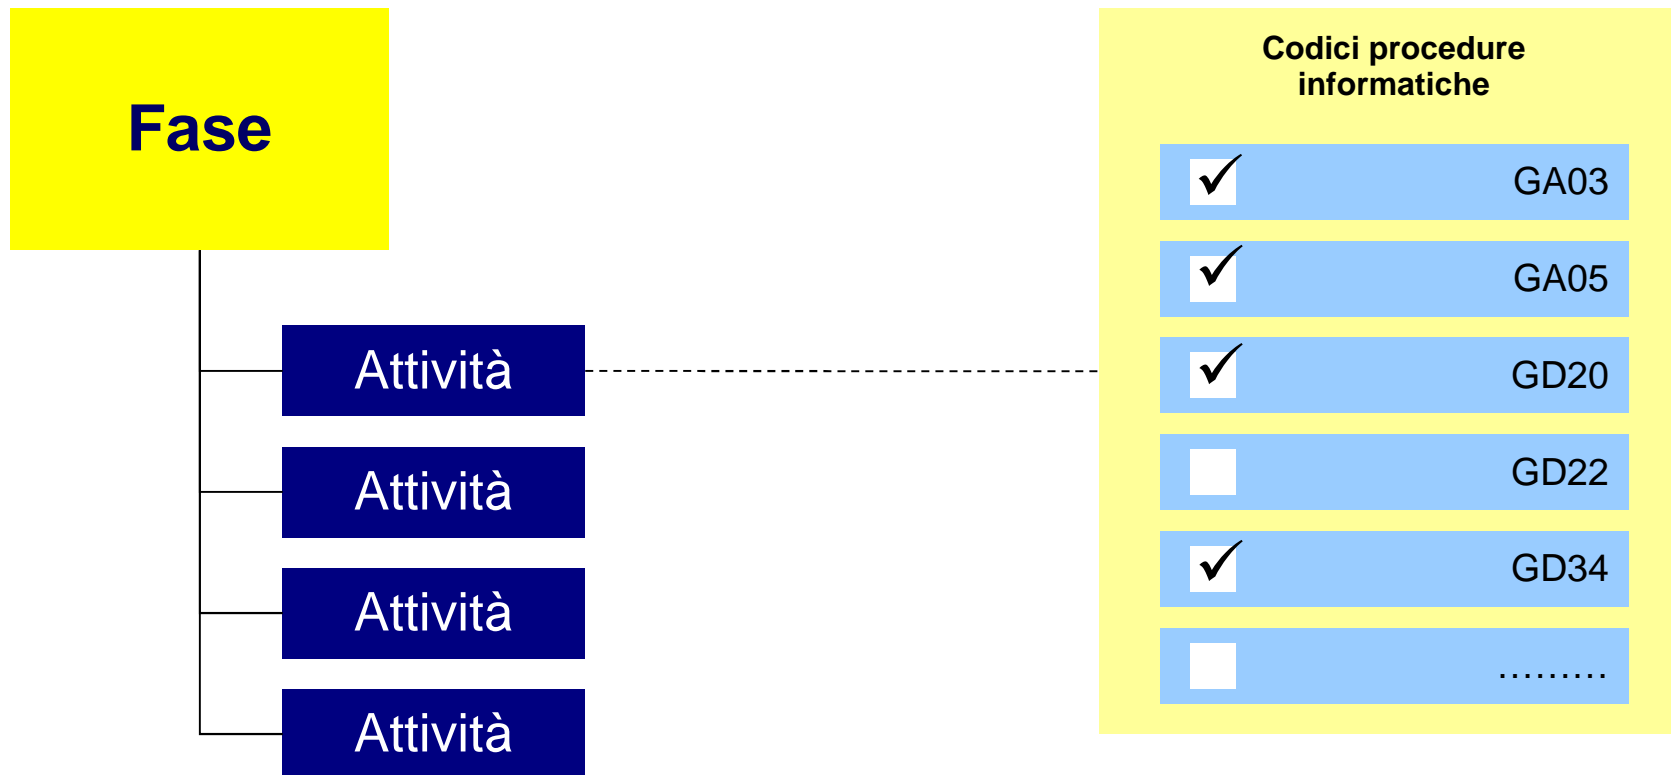 Fase
Attività
Attività
Attività
Attività
Codici procedure
informatiche
GA03
GA05
GD20
GD22
GD34
.........